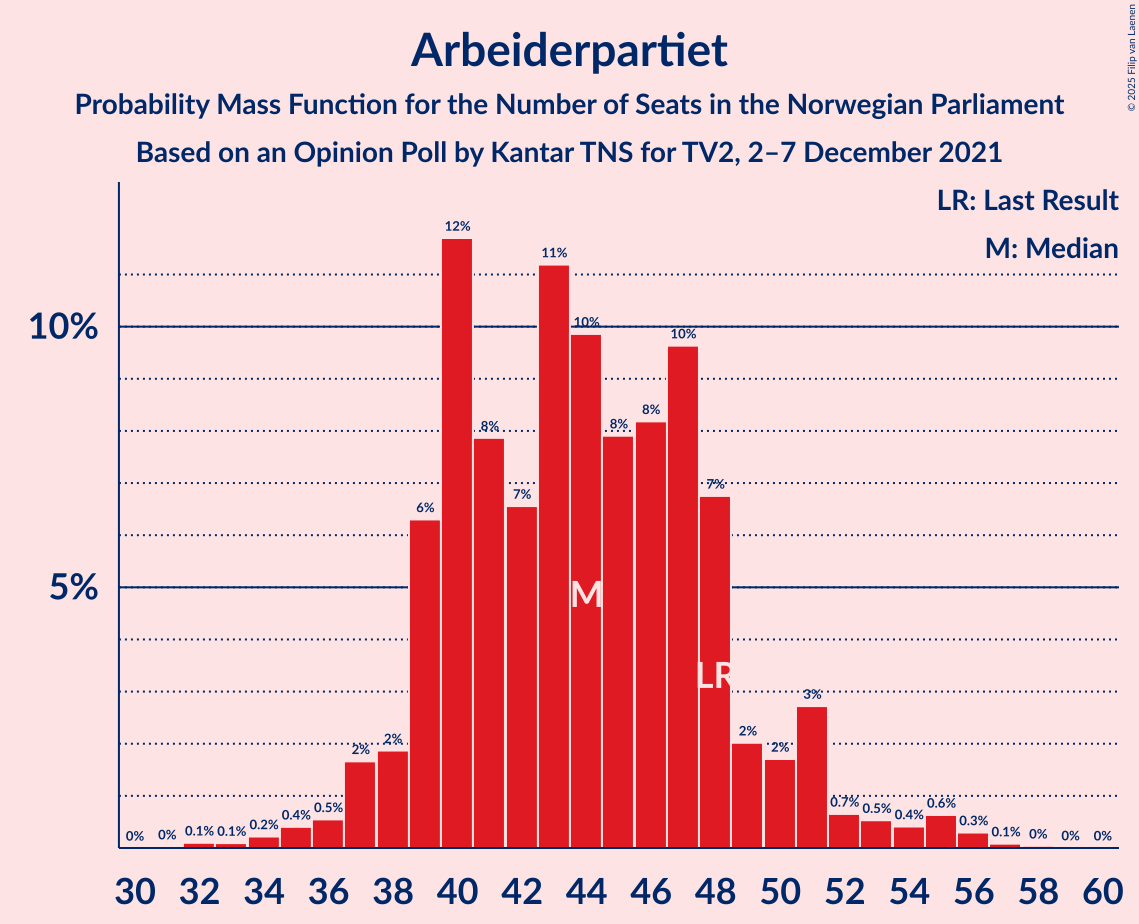 Arbeiderpartiet
Probability Mass Function for the Number of Seats in the Norwegian Parliament
Based on an Opinion Poll by Kantar TNS for TV2, 2–7 December 2021
© 2025 Filip van Laenen
LR: Last Result
M: Median
10%
5%
0% 0% 0.1% 0.1% 0.2% 0.4% 0.5% 2% 2% 6% 12% 8% 7% 11% 10% 8% 8% 10% 7% 2% 2% 3% 0.7% 0.5% 0.4% 0.6% 0.3% 0.1% 0% 0% 0%
M
LR
30 32 34 36 38 40 42 44 46 48 50 52 54 56 58 60